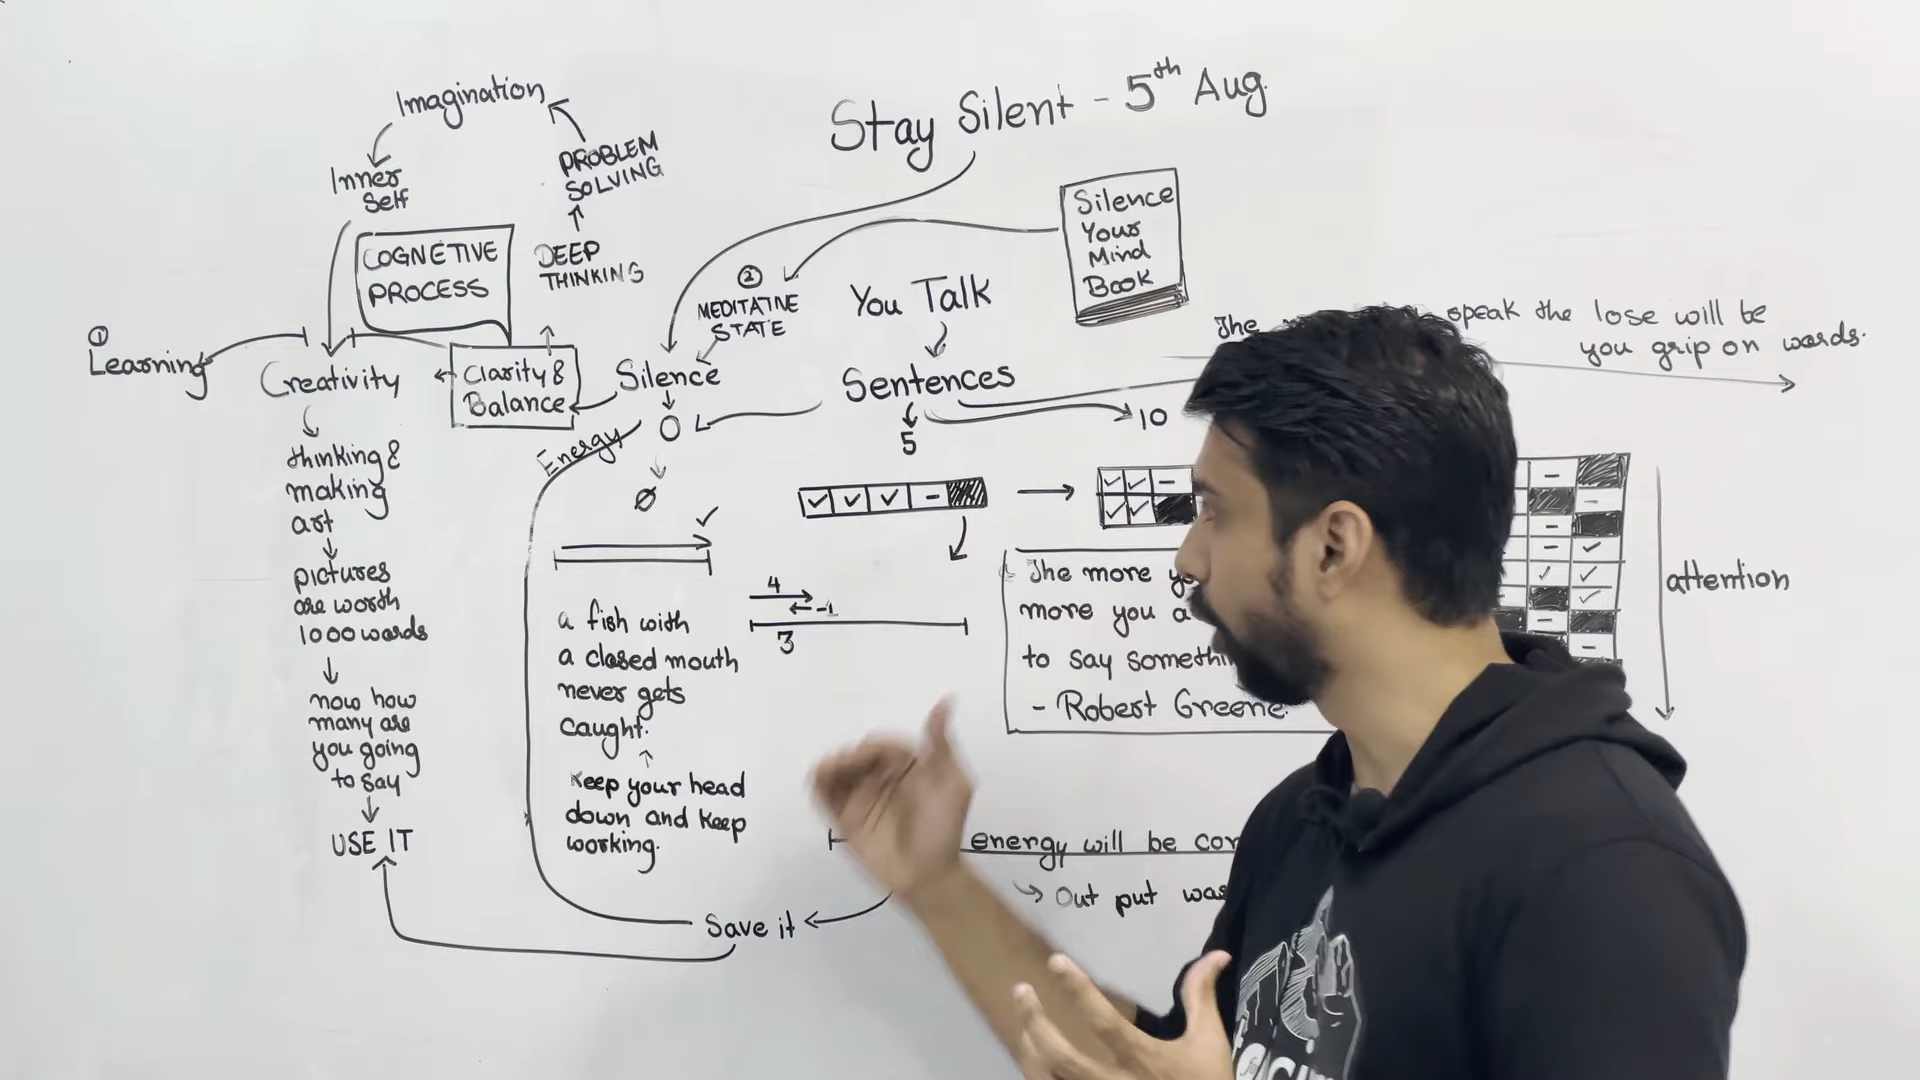 Stay Silent - 5th Aug.
Imagination
Inner
Self
PROBLEM
SOLVING
DEEP
THINKING
COGNETIVE
PROCESS
1
Learning
Creativity
Clarity &
Balance
2
MEDITATIVE
STATE
Silence
0
Ø
Energy
Silence
Your
Mind
Book
You Talk
Sentences
5
10
The speak the lose will be
you grip on words.
thinking &
making
art
pictures
are worth
1000 words
now how
many are
you going
to say
USE IT
a fish with
a closed mouth
never gets
caught.
Keep your head
down and keep
working.
4
-1
3
The more
more you
to say
- Robert Greene.
attention
energy will be
Out put
Save it